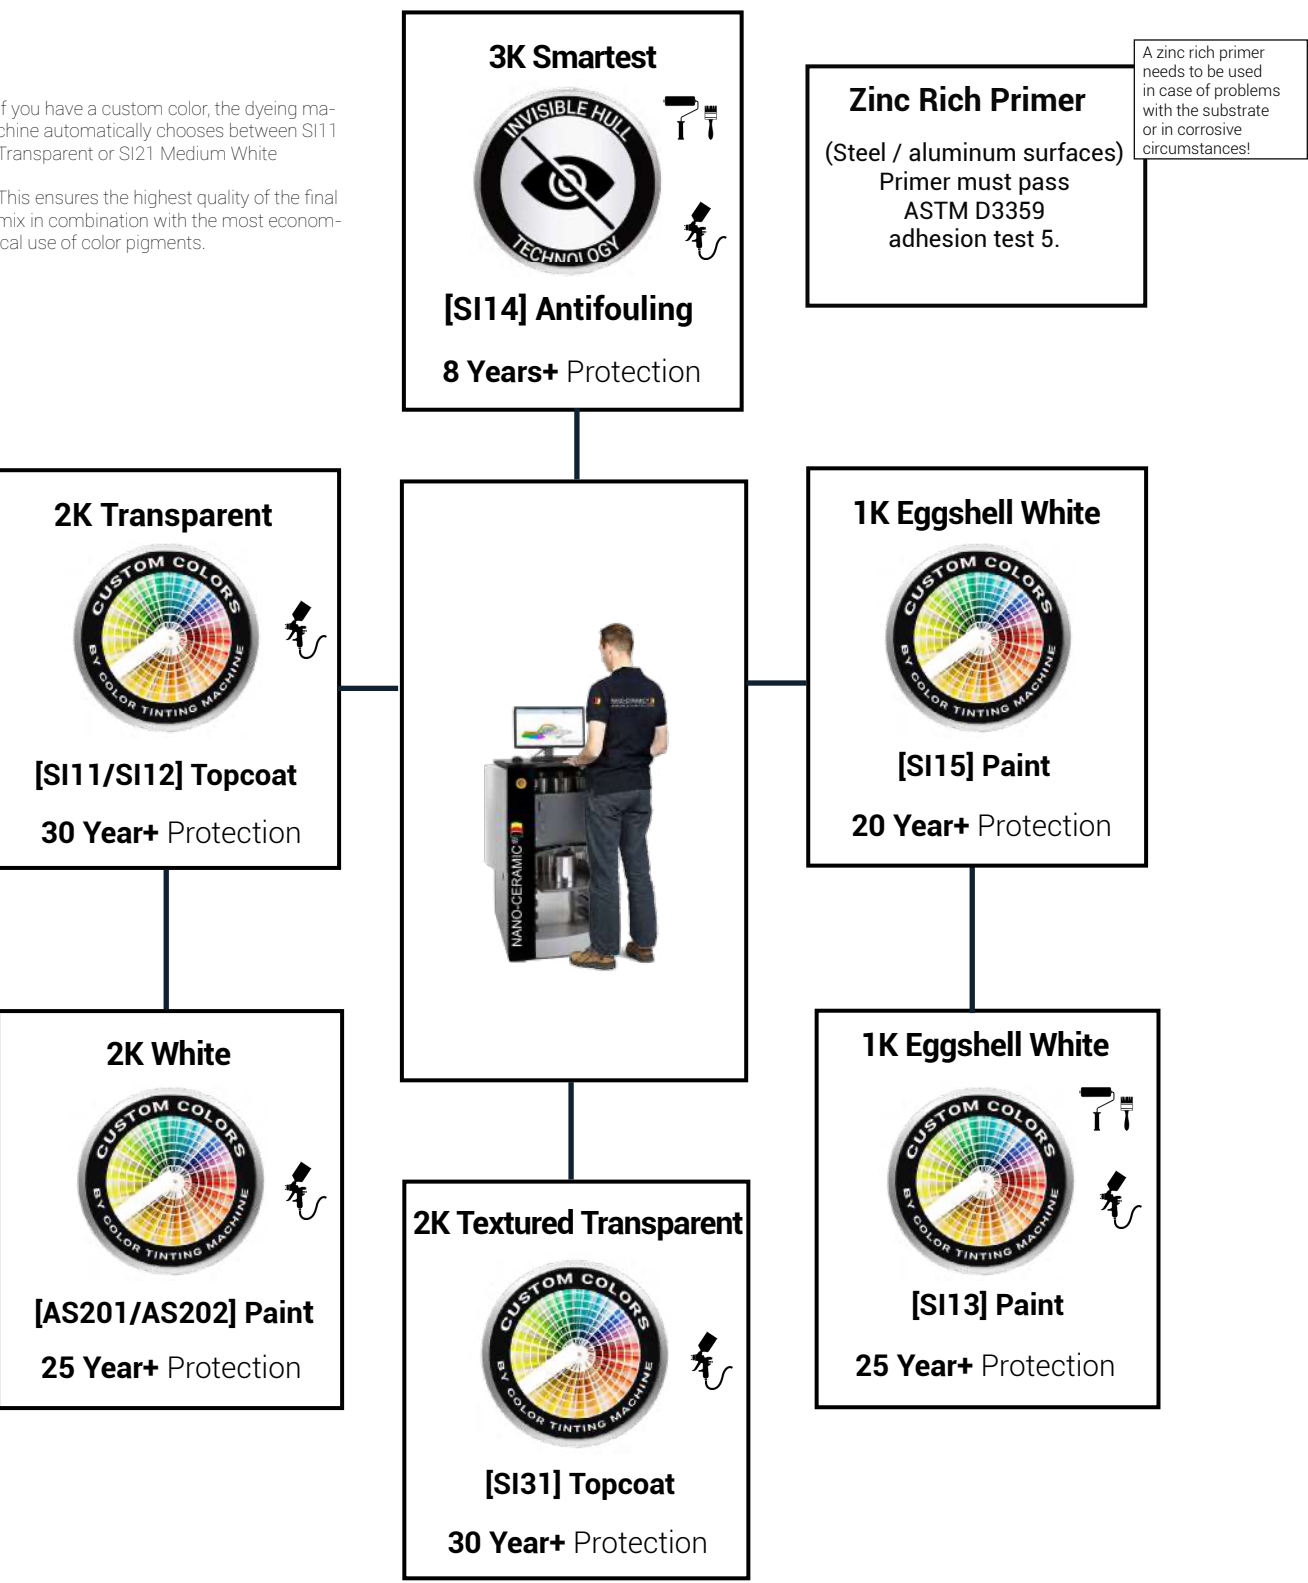 3K Smartest
INVISIBLE HULL
TECHNOLOGY
[SI14] Antifouling
8 Years+ Protection
Zinc Rich Primer
(Steel / aluminum surfaces)
Primer must pass
ASTM D3359
adhesion test 5.
A zinc rich primer
needs to be used
in case of problems
with the substrate
or in corrosive
circumstances!
f you have a custom color, the dyeing ma-
chine automatically chooses between SI11
Transparent or SI21 Medium White
This ensures the highest quality of the final
mix in combination with the most econom-
cal use of color pigments.
2K Transparent
CUSTOM COLORS
BY COLOR TINTING MACHINE
[SI11/SI12] Topcoat
30 Year+ Protection
NANO-CERAMIC
NANO-CERAMIC®
1K Eggshell White
CUSTOM COLORS
BY COLOR TINTING MACHINE
[SI15] Paint
20 Year+ Protection
2K White
CUSTOM COLORS
BY COLOR TINTING MACHINE
[AS201/AS202] Paint
25 Year+ Protection
2K Textured Transparent
CUSTOM COLORS
BY COLOR TINTING MACHINE
[SI31] Topcoat
30 Year+ Protection
1K Eggshell White
CUSTOM COLORS
BY COLOR TINTING MACHINE
[SI13] Paint
25 Year+ Protection